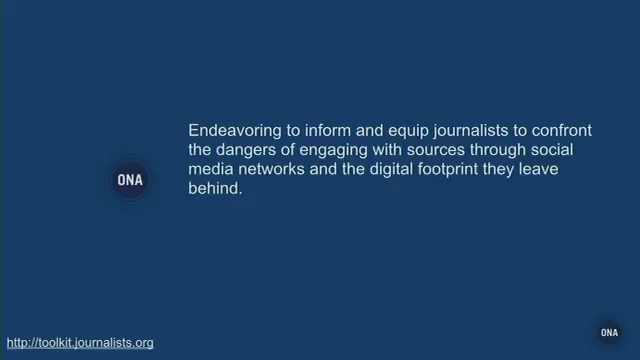 Endeavoring to inform and equip journalists to confront
the dangers of engaging with sources through social
media networks and the digital footprint they leave
behind.
ONA
ONA
http://toolkit.journalists.org